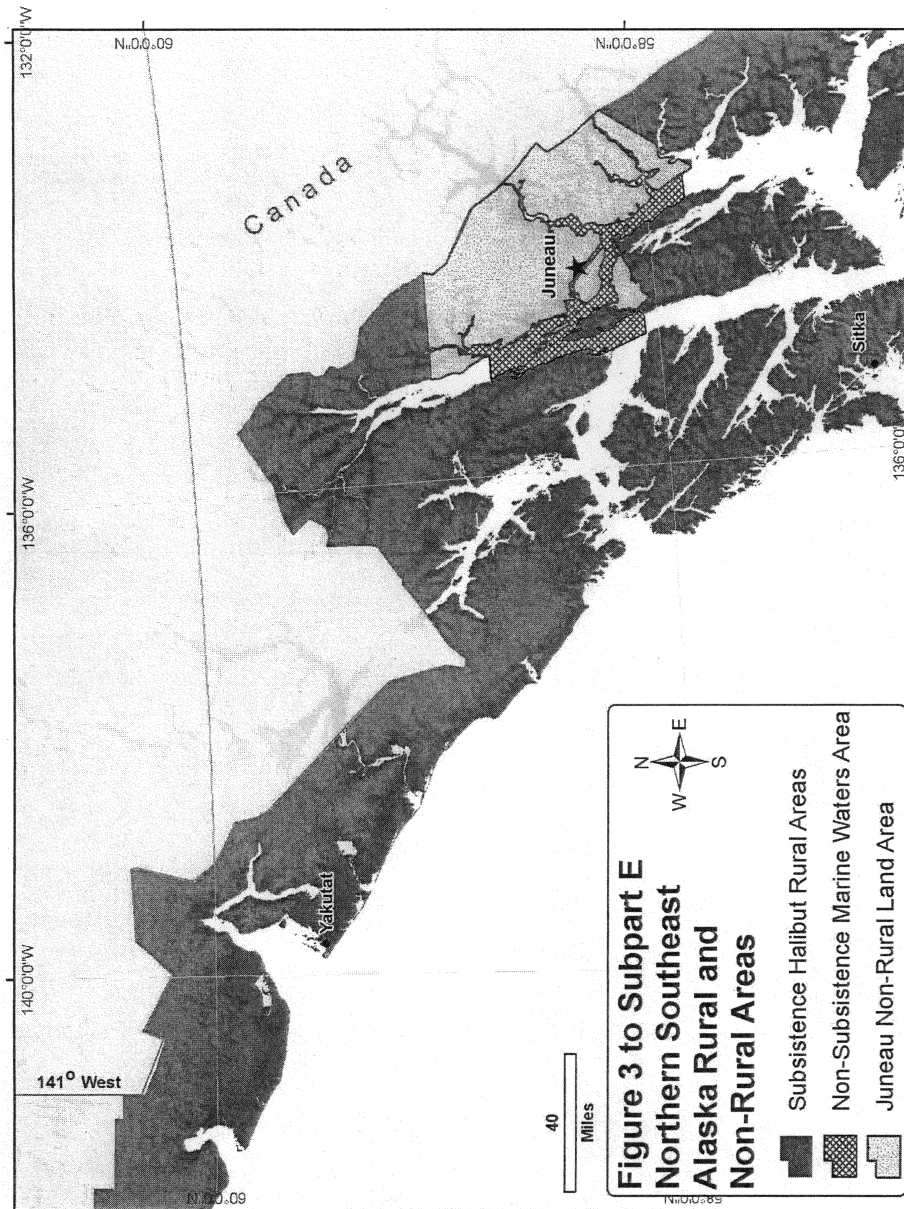 132°0'0"W
136°0'0"W
140°0'0"W
60°0'0"N
58°0'0"N
Canada
Juneau
Sitka
136°0'0"
Yakutat
141° West
60°0'0"N
58°0'0"N
40
Miles
Figure 3 to Subpart E
Northern Southeast
Alaska Rural and
Non-Rural Areas
N
W
E
S
Subsistence Halibut Rural Areas
Non-Subsistence Marine Waters Area
Juneau Non-Rural Land Area